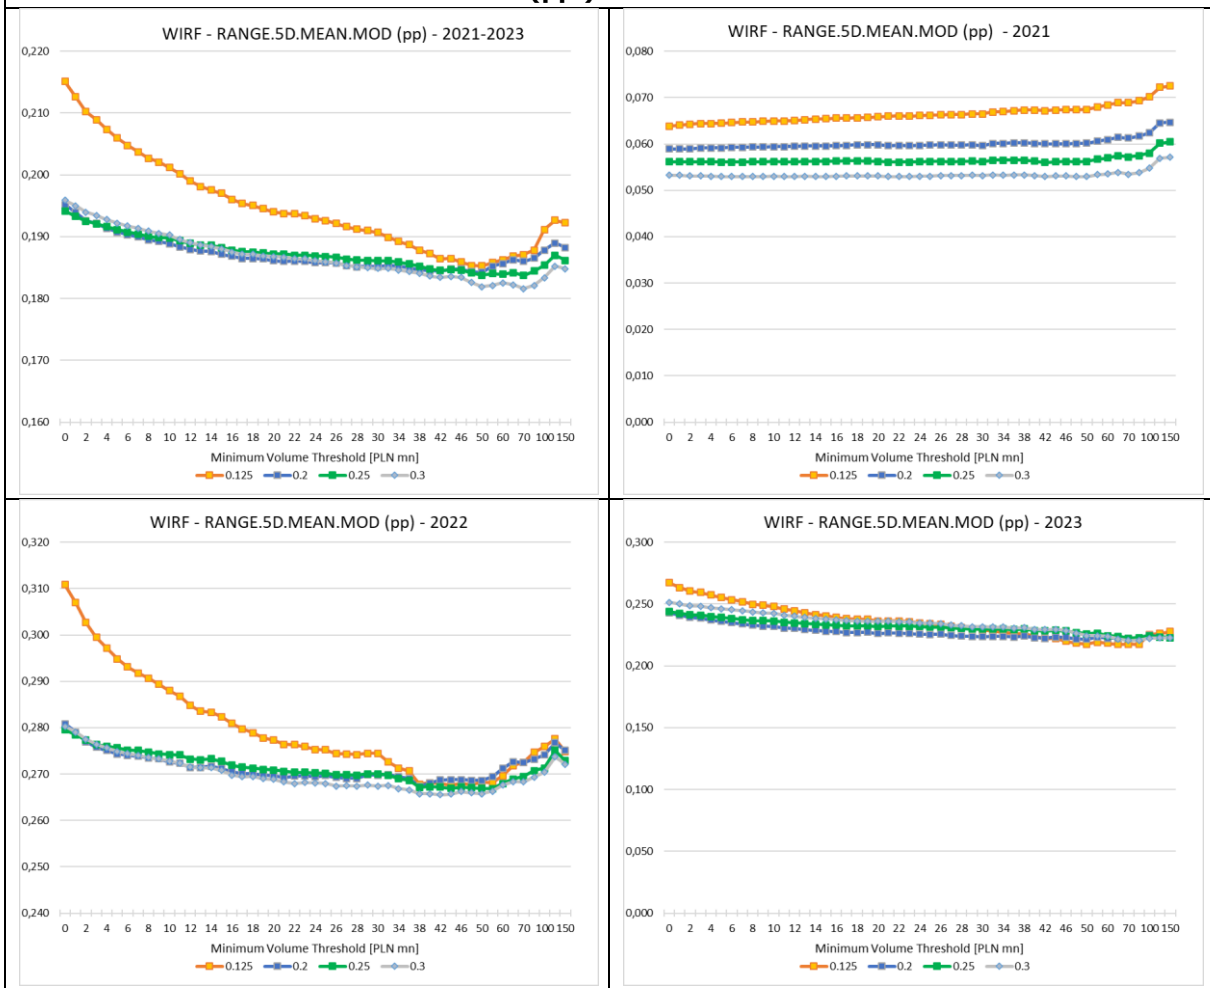 (pp)
WIRF - RANGE.5D.MEAN.MOD (pp) - 2021-2023
0,220
0,210
0,200
0,190
0,180
0,170
0,160
0 2 4 6 8 10 12 14 16 18 20 22 24 26 28 30 34 38 42 46 50 60 70 100 150
Minimum Volume Threshold [PLN mn]
0.125 0.2 0.25 0.3
WIRF - RANGE.5D.MEAN.MOD (pp) - 2021
0,080
0,070
0,060
0,050
0,040
0,030
0,020
0,010
0,000
0 2 4 6 8 10 12 14 16 18 20 22 24 26 28 30 34 38 42 46 50 60 70 100 150
Minimum Volume Threshold [PLN mn]
0.125 0.2 0.25 0.3
WIRF - RANGE.5D.MEAN.MOD (pp) - 2022
0,320
0,310
0,300
0,290
0,280
0,270
0,260
0,250
0,240
0 2 4 6 8 10 12 14 16 18 20 22 24 26 28 30 34 38 42 46 50 60 70 100 150
Minimum Volume Threshold [PLN mn]
0.125 0.2 0.25 0.3
WIRF - RANGE.5D.MEAN.MOD (pp) - 2023
0,300
0,250
0,200
0,150
0,100
0,050
0,000
0 2 4 6 8 10 12 14 16 18 20 22 24 26 28 30 34 38 42 46 50 60 70 100 150
Minimum Volume Threshold [PLN mn]
0.125 0.2 0.25 0.3